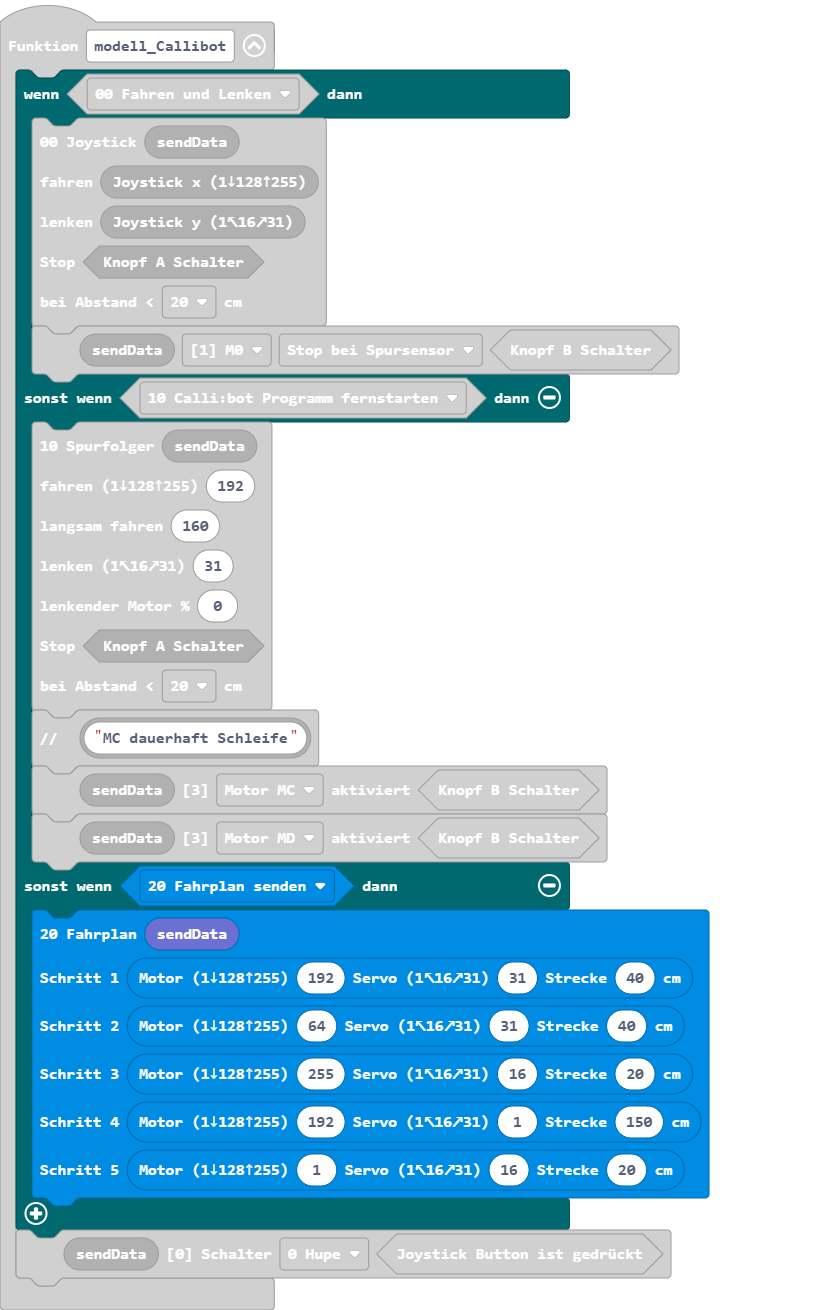 Funktion modell_Callibot
wenn 00 Fahren und Lenken dann
00 Joystick sendData
fahren Joystick x (1↓128↑255)
lenken Joystick y (1↖16↗31)
Stop Knopf A Schalter
bei Abstand < 20 cm
sendData [1] M0 Stop bei Spursensor Knopf B Schalter
sonst wenn 10 Calli:bot Programm fernstarten dann
10 Spurfolger sendData
fahren (1↓128↑255) 192
langsam fahren 160
lenken (1↖16↗31) 31
lenkender Motor % 0
Stop Knopf A Schalter
bei Abstand < 20 cm
// "MC dauerhaft Schleife"
sendData [3] Motor MC aktiviert Knopf B Schalter
sendData [3] Motor MD aktiviert Knopf B Schalter
sonst wenn 20 Fahrplan senden dann
20 Fahrplan sendData
Schritt 1 Motor (1↓128↑255) 192 Servo (1↖16↗31) 31 Strecke 40 cm
Schritt 2 Motor (1↓128↑255) 64 Servo (1↖16↗31) 31 Strecke 40 cm
Schritt 3 Motor (1↓128↑255) 255 Servo (1↖16↗31) 16 Strecke 20 cm
Schritt 4 Motor (1↓128↑255) 192 Servo (1↖16↗31) 1 Strecke 150 cm
Schritt 5 Motor (1↓128↑255) 1 Servo (1↖16↗31) 16 Strecke 20 cm
sendData [0] Schalter 0 Hupe Joystick Button ist gedrückt